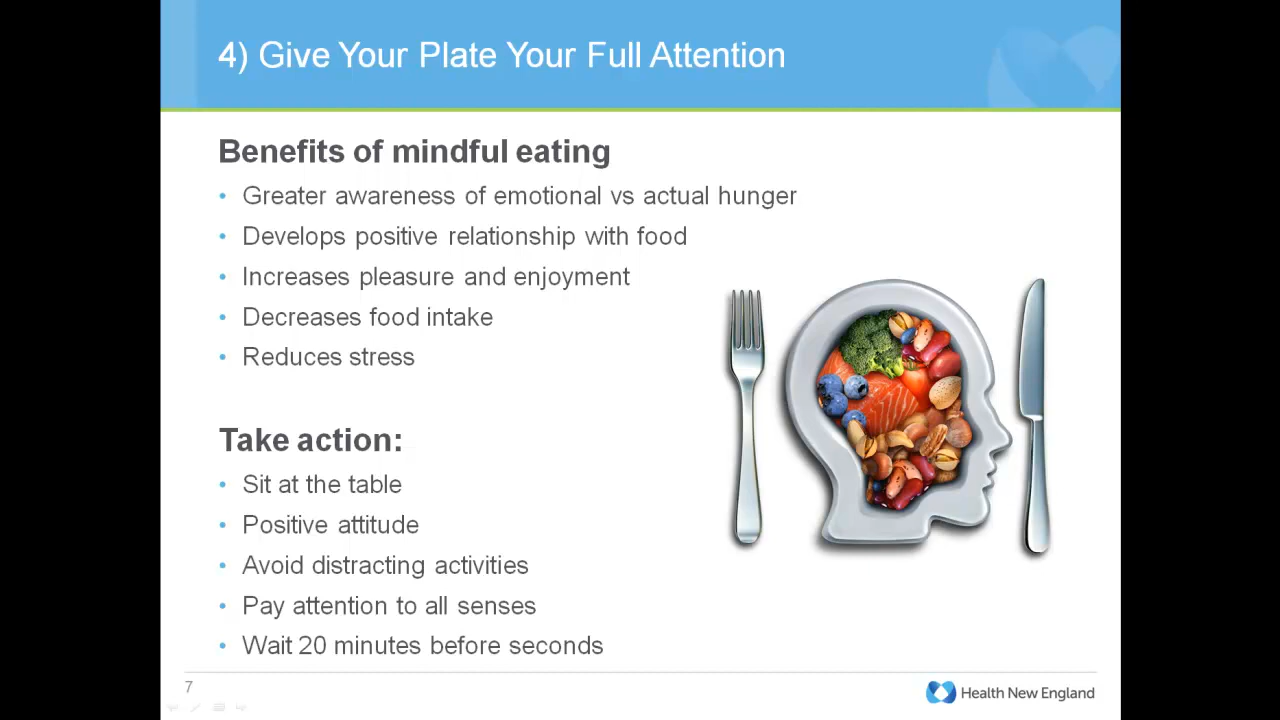 4) Give Your Plate Your Full Attention
Benefits of mindful eating
• Greater awareness of emotional vs actual hunger
• Develops positive relationship with food
• Increases pleasure and enjoyment
• Decreases food intake
• Reduces stress
Take action:
• Sit at the table
• Positive attitude
• Avoid distracting activities
• Pay attention to all senses
• Wait 20 minutes before seconds
7
Health New England